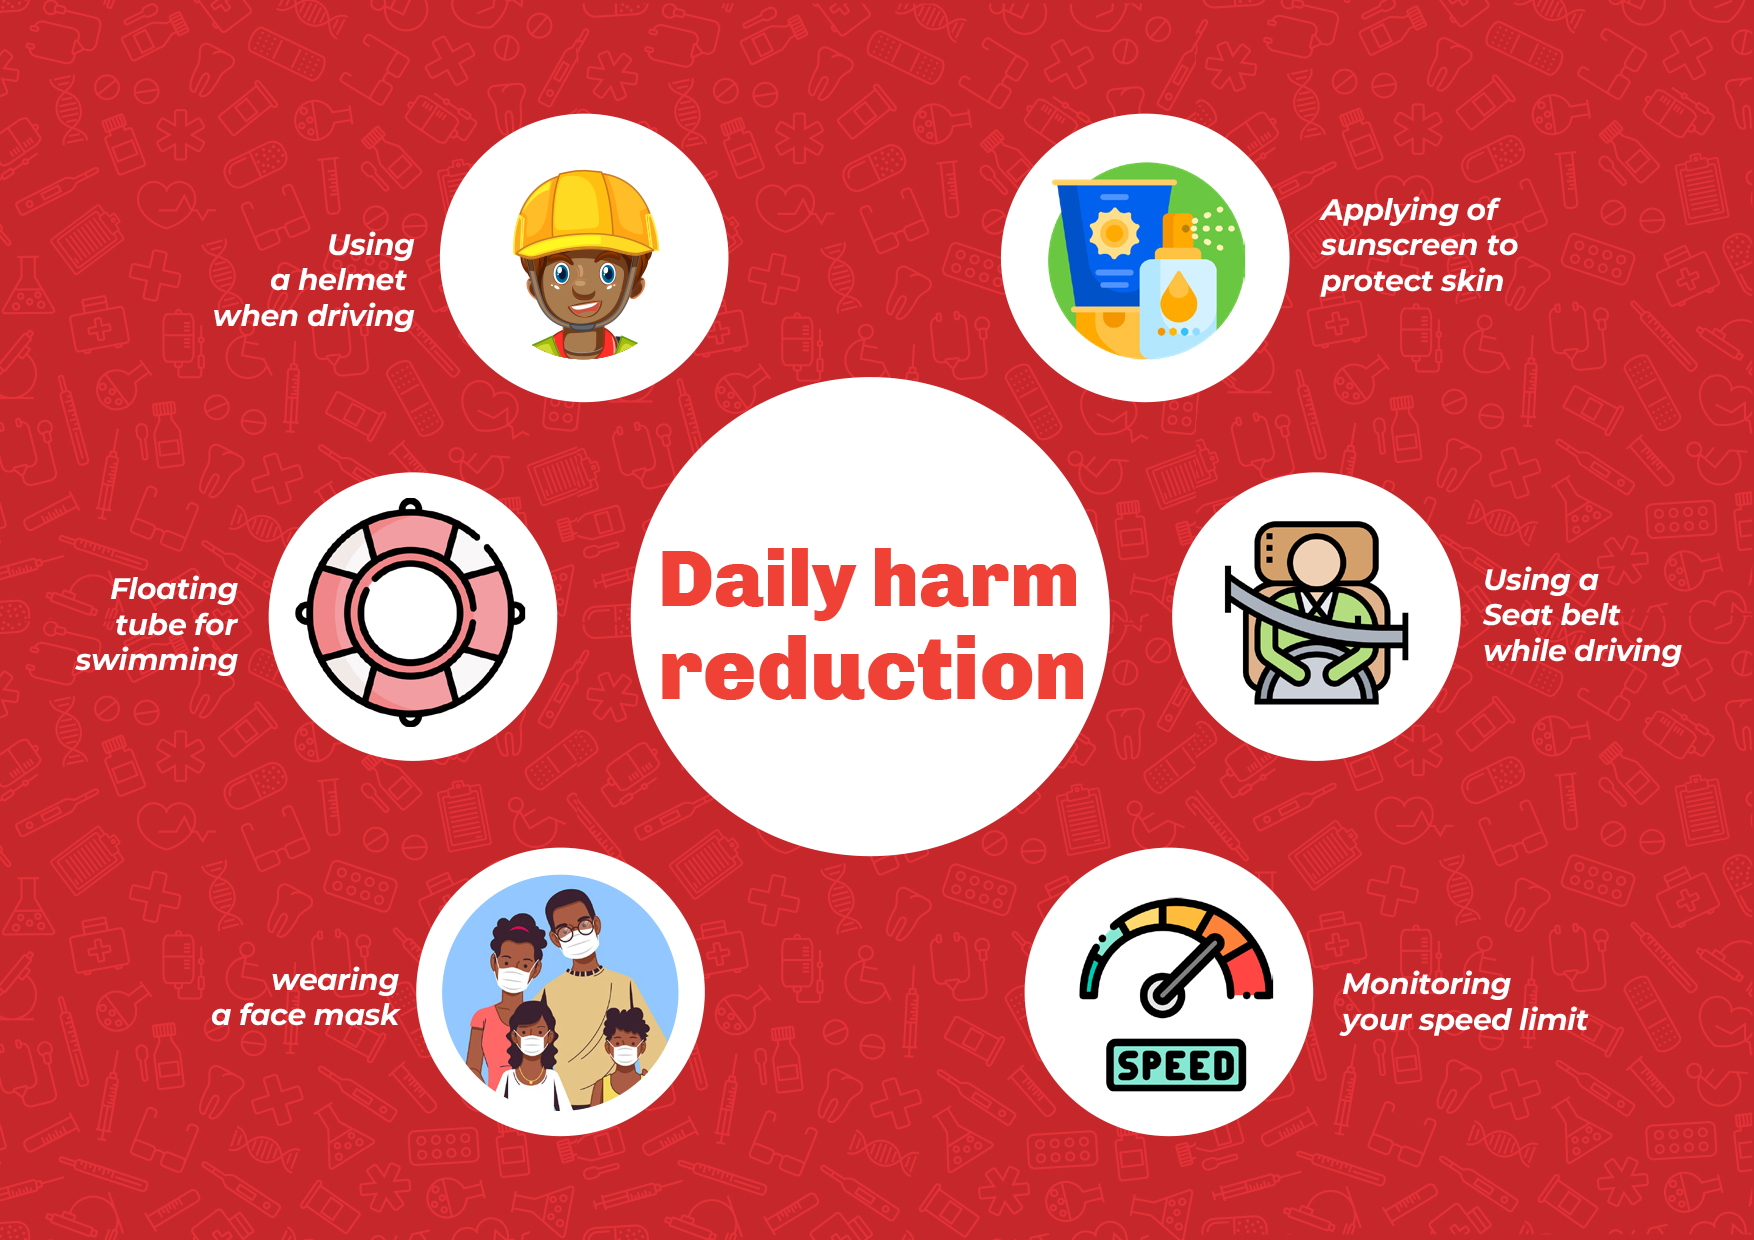 Using
a helmet
when driving
Applying of
sunscreen to
protect skin
Daily harm
reduction
Floating
tube for
swimming
Using a
Seat belt
while driving
wearing
a face mask
Monitoring
your speed limit
SPEED